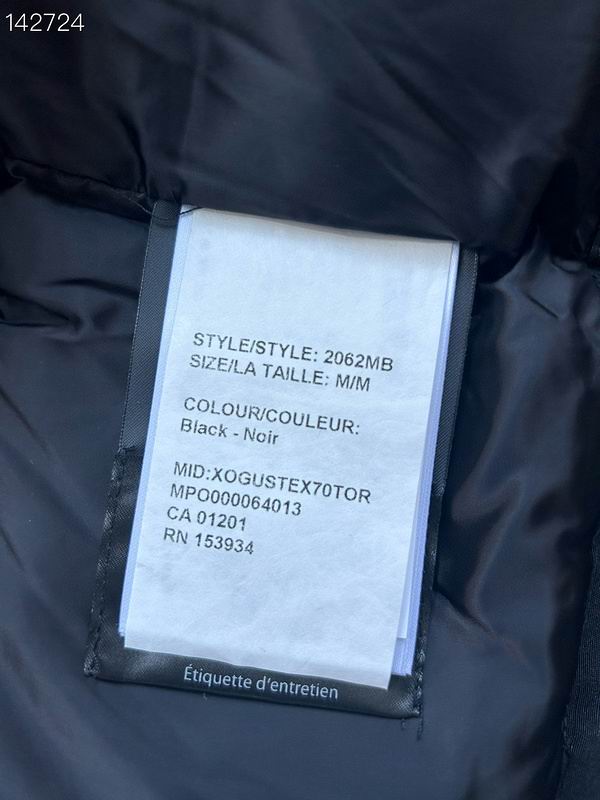 142724
STYLE/STYLE: 2062MB
SIZE/LA TAILLE: M/M
COLOUR/COULEUR:
Black - Noir
MID:XOGUSTEX70TOR
MPO000064013
CA 01201
RN 153934
Étiquette d'entretien